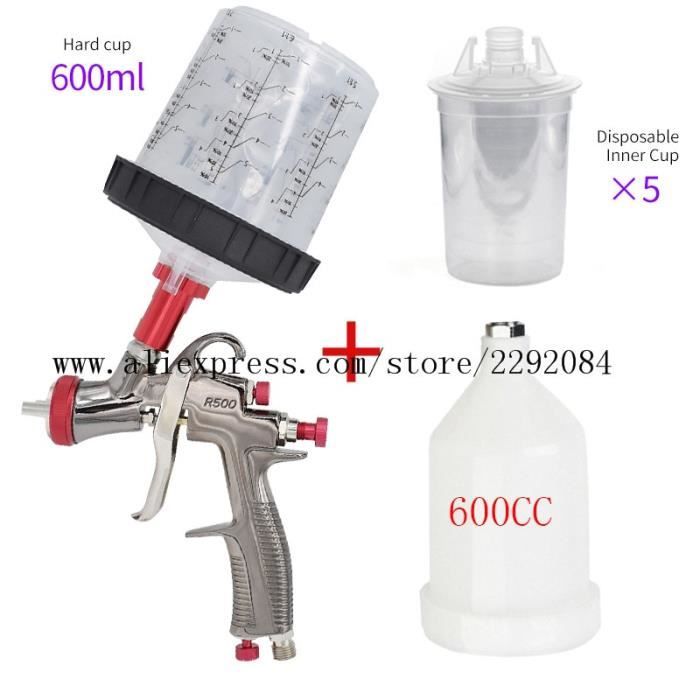 Hard cup
600ml
Disposable
Inner Cup
×5
www.aliexpress.com/store/2292084
R500
600CC